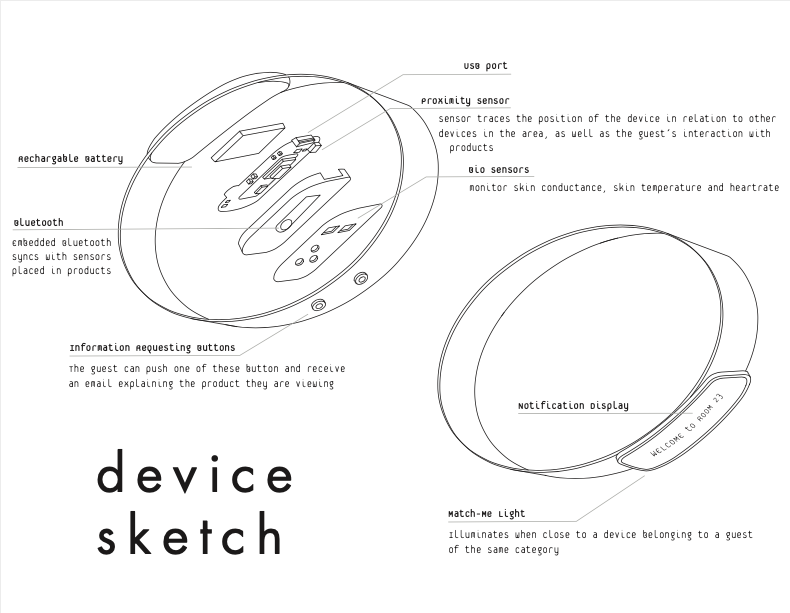 USB port
Proximity sensor
sensor traces the position of the device in relation to other
devices in the area, as well as the guest's interaction with
products
Rechargable Battery
Bio sensors
monitor skin conductance, skin temperature and heartrate
Bluetooth
Embedded Bluetooth
syncs with sensors
placed in products
Information Requesting Buttons
The guest can push one of these button and receive
an email explaining the product they are viewing
Notification Display
WELCOME to ROOM 23
device
sketch
Match-Me Light
Illuminates when close to a device belonging to a guest
of the same category